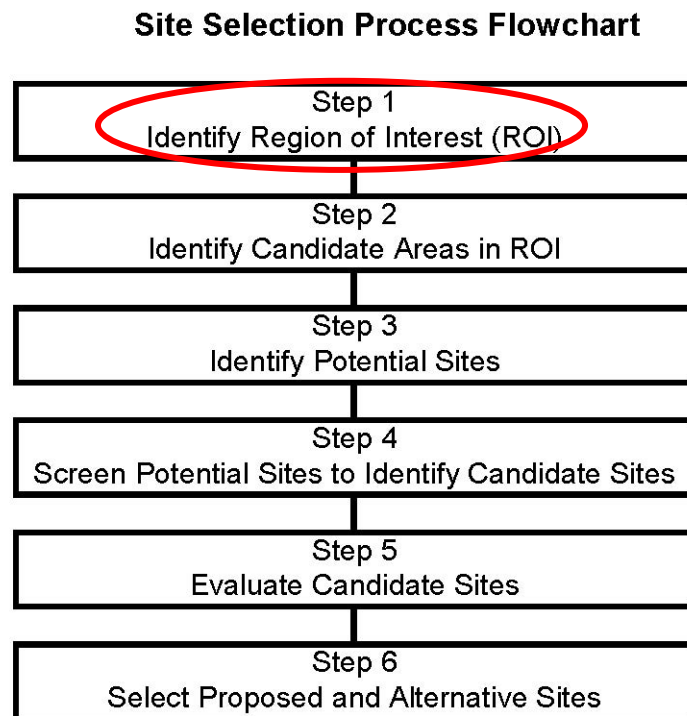 Site Selection Process Flowchart
Step 1
Identify Region of Interest (ROI)
Step 2
Identify Candidate Areas in ROI
Step 3
Identify Potential Sites
Step 4
Screen Potential Sites to Identify Candidate Sites
Step 5
Evaluate Candidate Sites
Step 6
Select Proposed and Alternative Sites